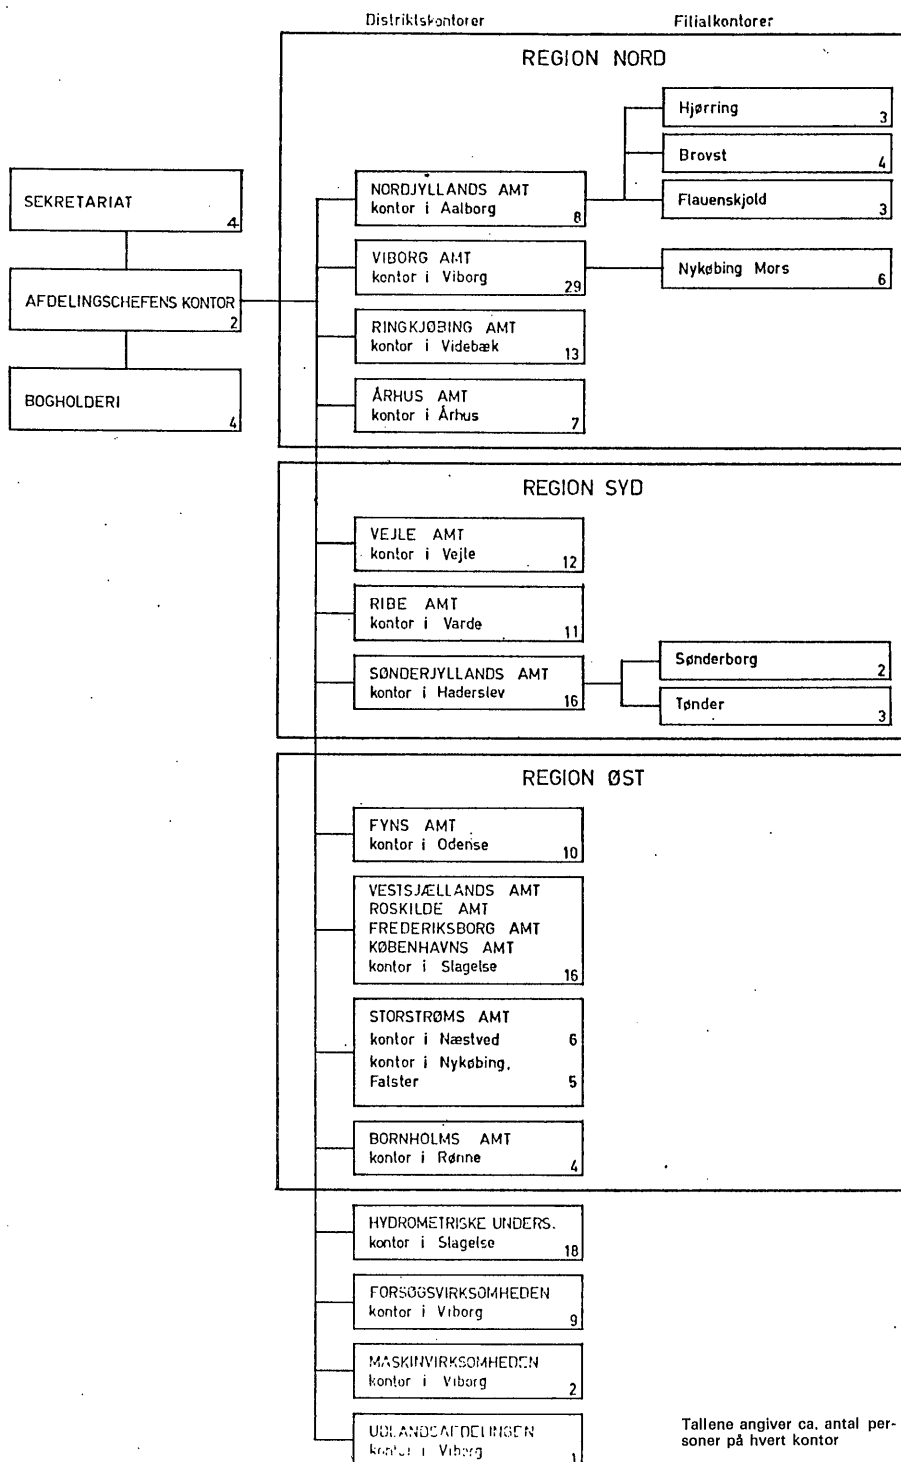 Distriktskontorer
Filialkontorer
REGION NORD
Hjørring
3
Brovst
4
Flauenskjold
3
SEKRETARIAT
4
NORDJYLLANDS AMT
kontor i Aalborg
8
VIBORG AMT
kontor i Viborg
29
Nykøbing Mors
6
AFDELINGSCHEFENS KONTOR
2
RINGKJØBING AMT
kontor i Videbæk
13
BOGHOLDERI
4
ÅRHUS AMT
kontor i Århus
7
REGION SYD
VEJLE AMT
kontor i Vejle
12
RIBE AMT
kontor i Varde
11
SØNDERJYLLANDS AMT
kontor i Haderslev
16
Sønderborg
2
Tønder
3
REGION ØST
FYNS AMT
kontor i Odense
10
VESTSJÆLLANDS AMT
ROSKILDE AMT
FREDERIKSBORG AMT
KØBENHAVNS AMT
kontor i Slagelse
16
STORSTRØMS AMT
kontor i Næstved 6
kontor i Nykøbing,
Falster 5
BORNHOLMS AMT
kontor i Rønne
4
HYDROMETRISKE UNDERS.
kontor i Slagelse
18
FORSØGSVIRKSOMHEDEN
kontor i Viborg
9
MASKINVIRKSOMHEDEN
kontor i Viborg
2
UDLANDSAFDELINGEN
kontor i Viborg
1
Tallene angiver ca. antal per-
soner på hvert kontor